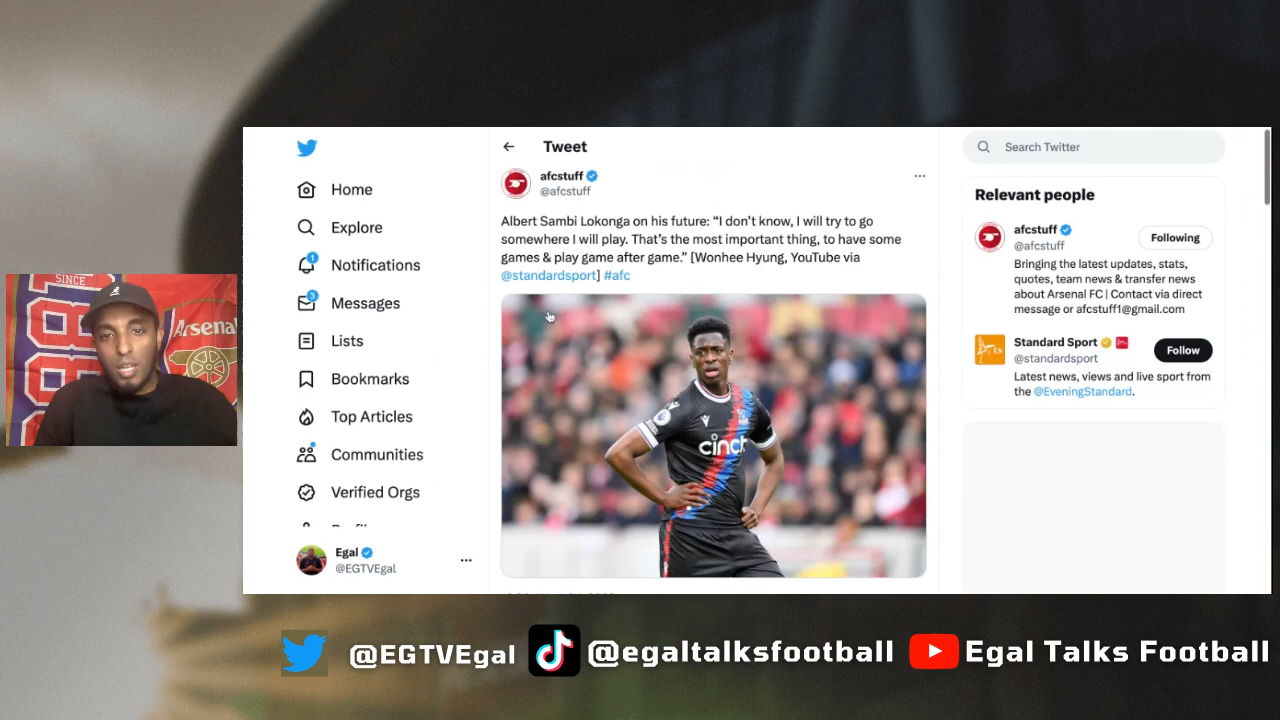 Tweet
Search Twitter
afcstuff
@afcstuff
Home
Explore
1
Notifications
3
Messages
Lists
Bookmarks
Top Articles
Communities
Verified Orgs
Egal
@EGTVEgal
Albert Sambi Lokonga on his future: “I don’t know, I will try to go
somewhere I will play. That’s the most important thing, to have some
games & play game after game.” [Wonhee Hyung, YouTube via
@standardsport] #afc
cinch
Relevant people
afcstuff
@afcstuff
Following
Bringing the latest updates, stats,
quotes, team news & transfer news
about Arsenal FC | Contact via direct
message or afcstuff1@gmail.com
Standard Sport
@standardsport
Follow
Latest news, views and live sport from
the @EveningStandard.
SINCE
Arsenal
@EGTVEgal
@egaltalksfootball
Egal Talks Football